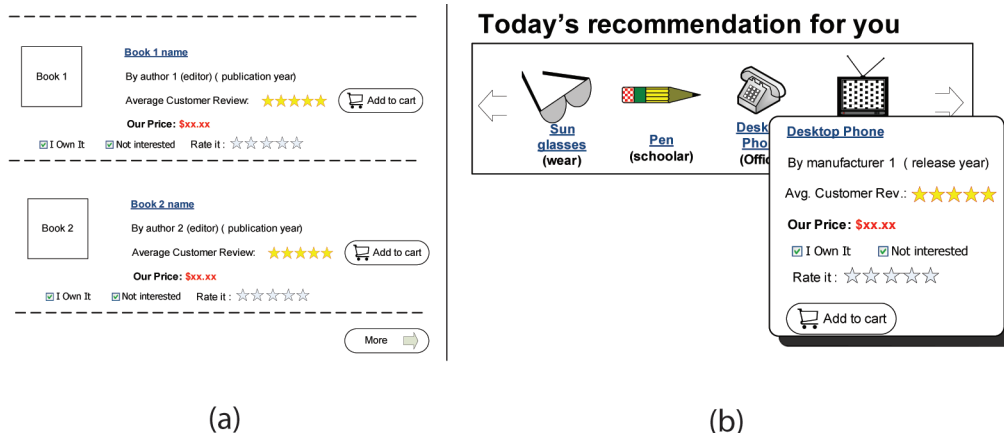 Book 1
Book 1 name
By author 1 (editor) ( publication year)
Average Customer Review:
Add to cart
Our Price: $xx.xx
I Own It Not interested Rate it :
Book 2
Book 2 name
By author 2 (editor) ( publication year)
Average Customer Review:
Add to cart
Our Price: $xx.xx
I Own It Not interested Rate it :
More
(a)
Today's recommendation for you
Sun
glasses
(wear)
Pen
(schoolar)
Desk
Pho
(Offic
Desktop Phone
By manufacturer 1 ( release year)
Avg. Customer Rev.:
Our Price: $xx.xx
I Own It Not interested
Rate it :
Add to cart
(b)